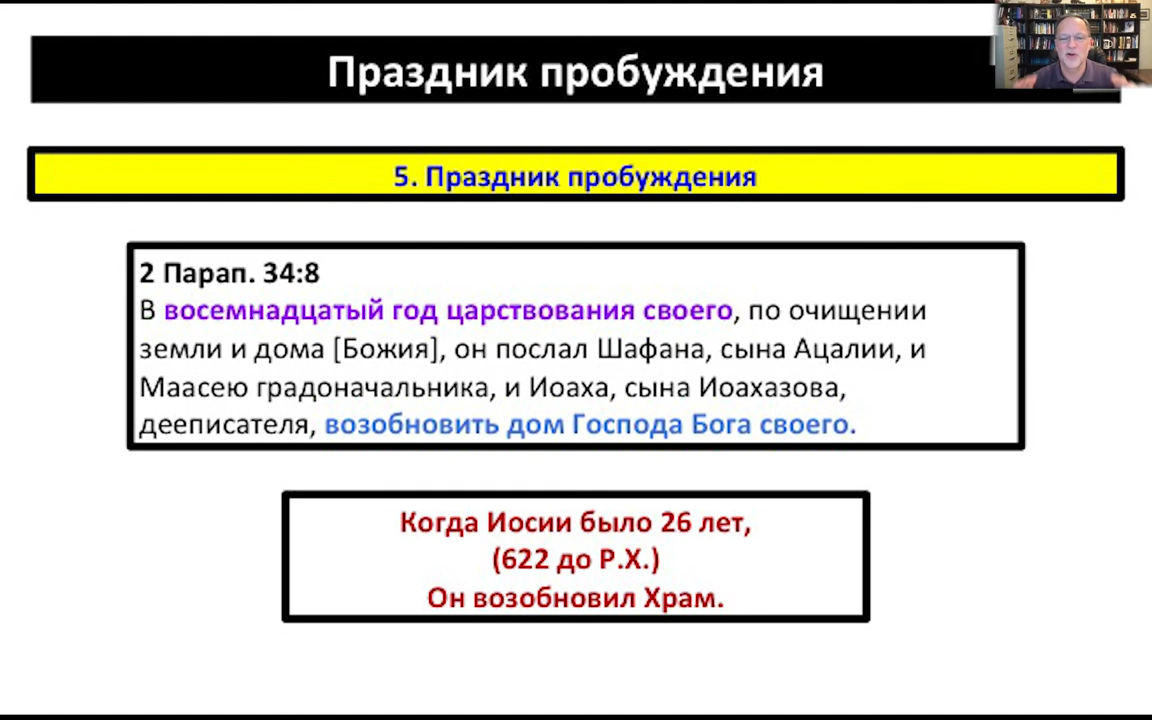 Праздник пробуждения
5. Праздник пробуждения
2 Парап. 34:8
В восемнадцатый год царствования своего, по очищении
земли и дома [Божия], он послал Шафана, сына Ацалии, и
Маасею градоначальника, и Иоаха, сына Иоахазова,
дееписателя, возобновить дом Господа Бога своего.
Когда Иосии было 26 лет,
(622 до Р.Х.)
Он возобновил Храм.